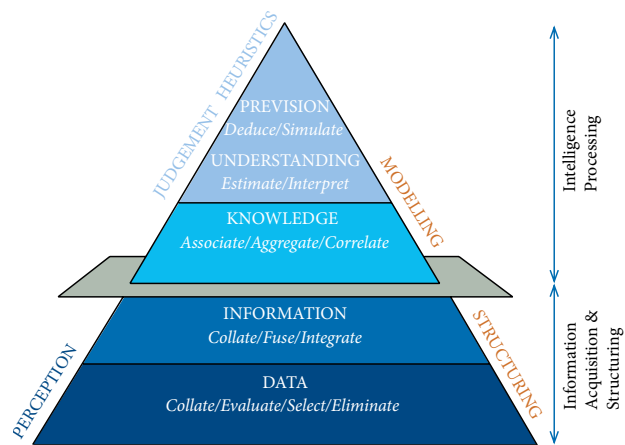 JUDGEMENT HEURISTICS
PREVISION
Deduce/Simulate
UNDERSTANDING
Estimate/Interpret
MODELLING
KNOWLEDGE
Associate/Aggregate/Correlate
Intelligence
Processing
PERCEPTION
INFORMATION
Collate/Fuse/Integrate
STRUCTURING
DATA
Collate/Evaluate/Select/Eliminate
Information
Acquisition &
Structuring